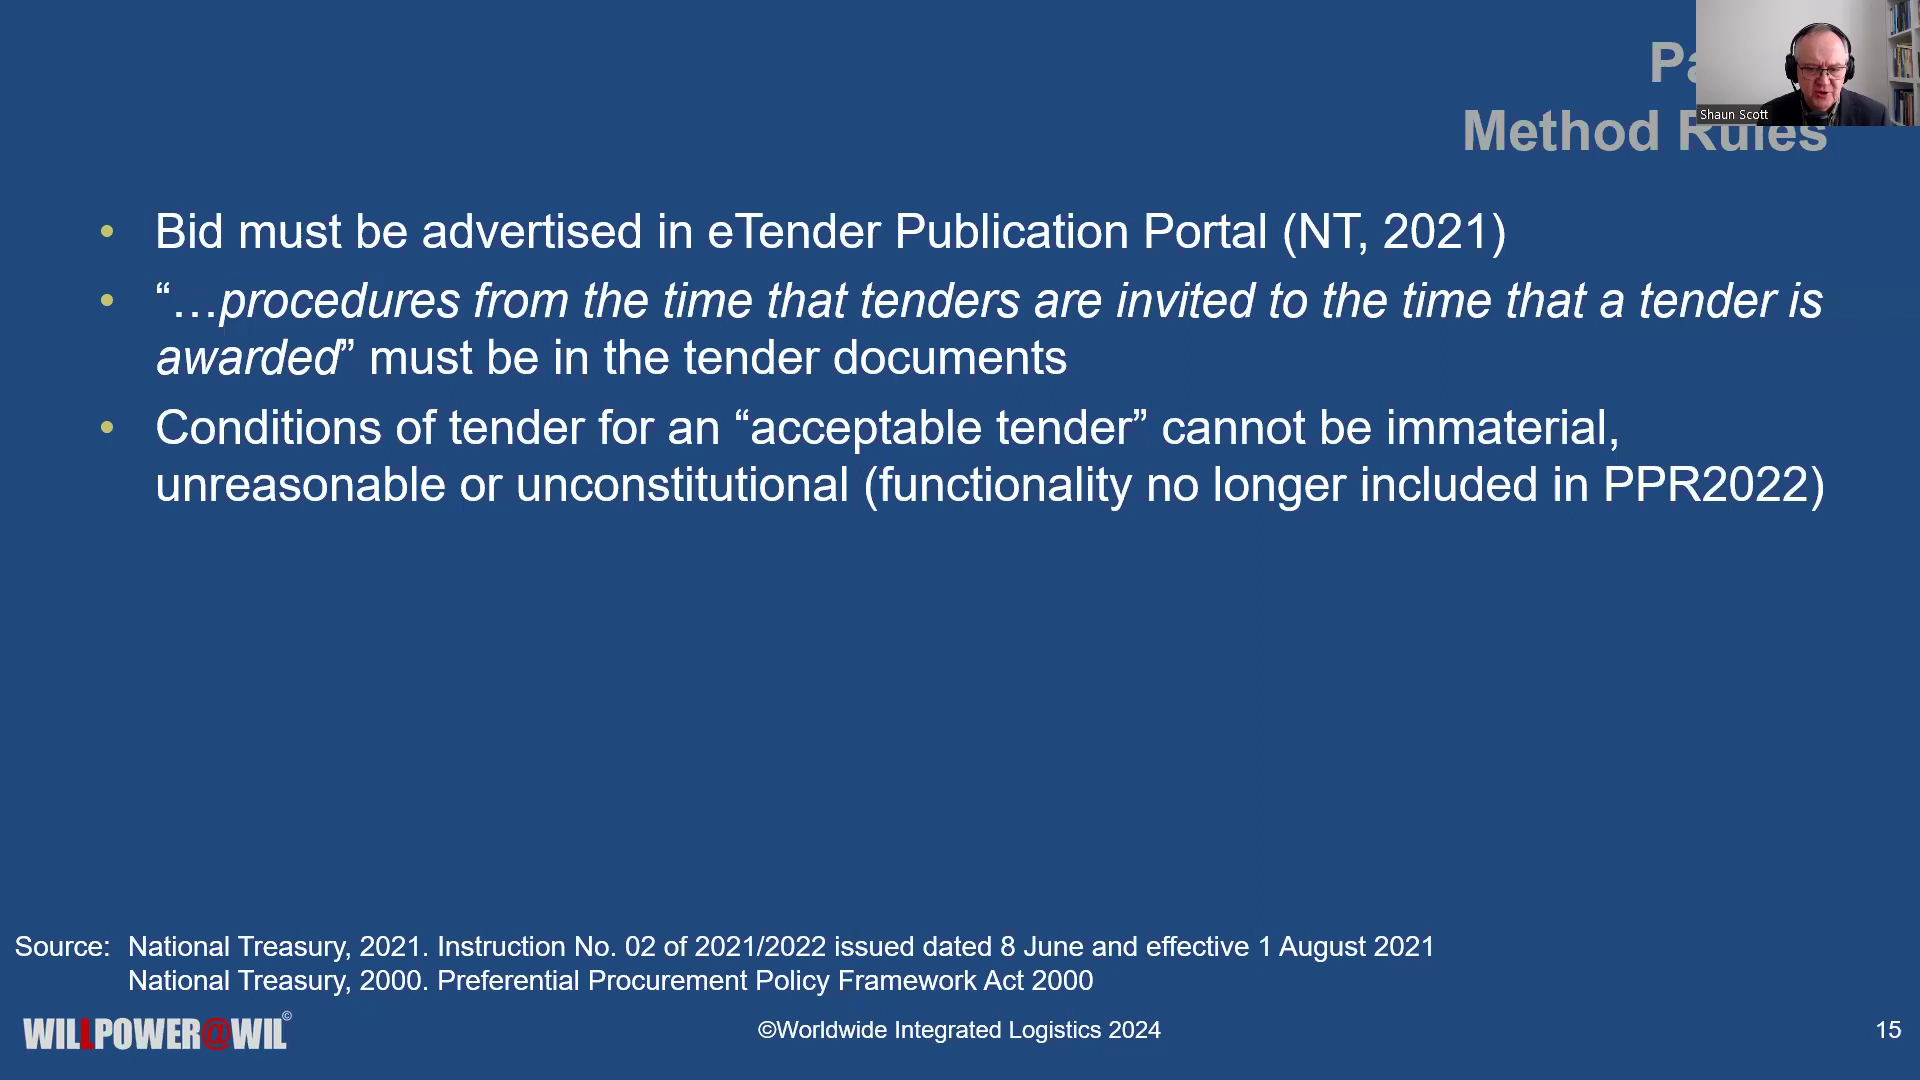 Shaun Scott
Method Rules
• Bid must be advertised in eTender Publication Portal (NT, 2021)
• “…procedures from the time that tenders are invited to the time that a tender is
awarded” must be in the tender documents
• Conditions of tender for an “acceptable tender” cannot be immaterial,
unreasonable or unconstitutional (functionality no longer included in PPR2022)
Source: National Treasury, 2021. Instruction No. 02 of 2021/2022 issued dated 8 June and effective 1 August 2021
National Treasury, 2000. Preferential Procurement Policy Framework Act 2000
WILLPOWER@WIL©
©Worldwide Integrated Logistics 2024
15